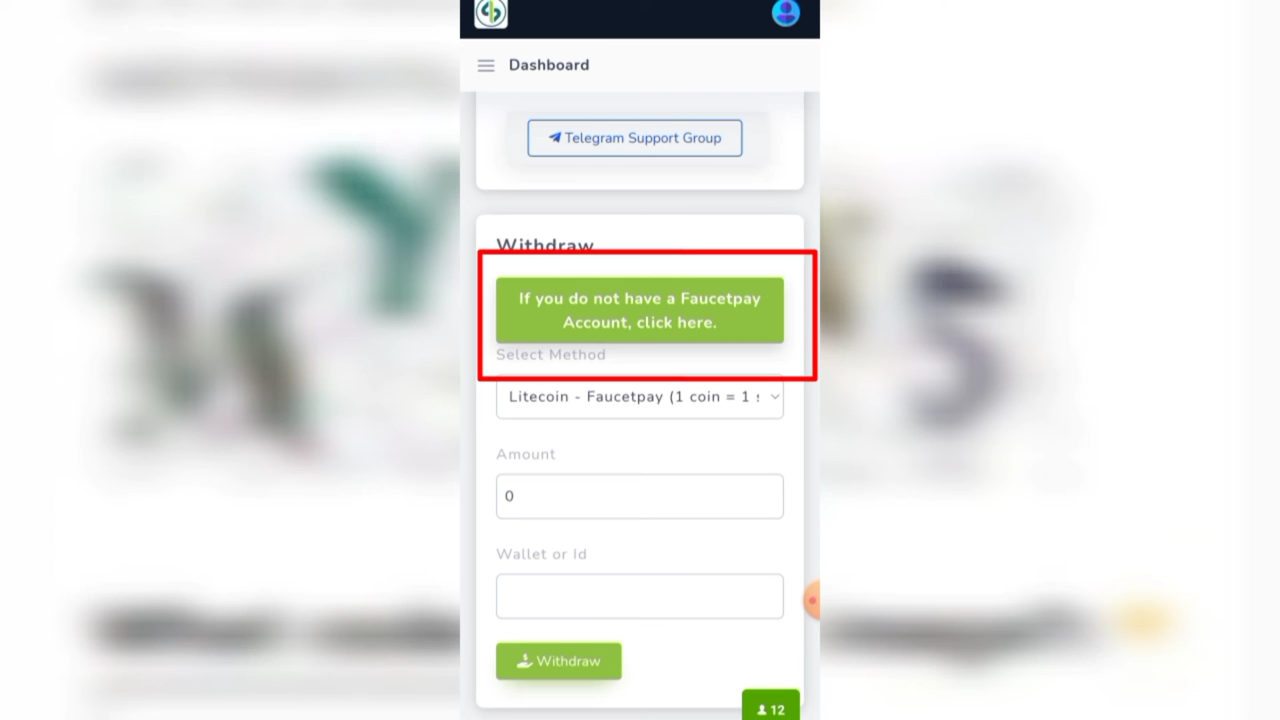 Dashboard
Telegram Support Group
Withdraw
If you do not have a Faucetpay
Account, click here.
Select Method
Litecoin - Faucetpay (1 coin = 1
Amount
0
Wallet or Id
Withdraw
12